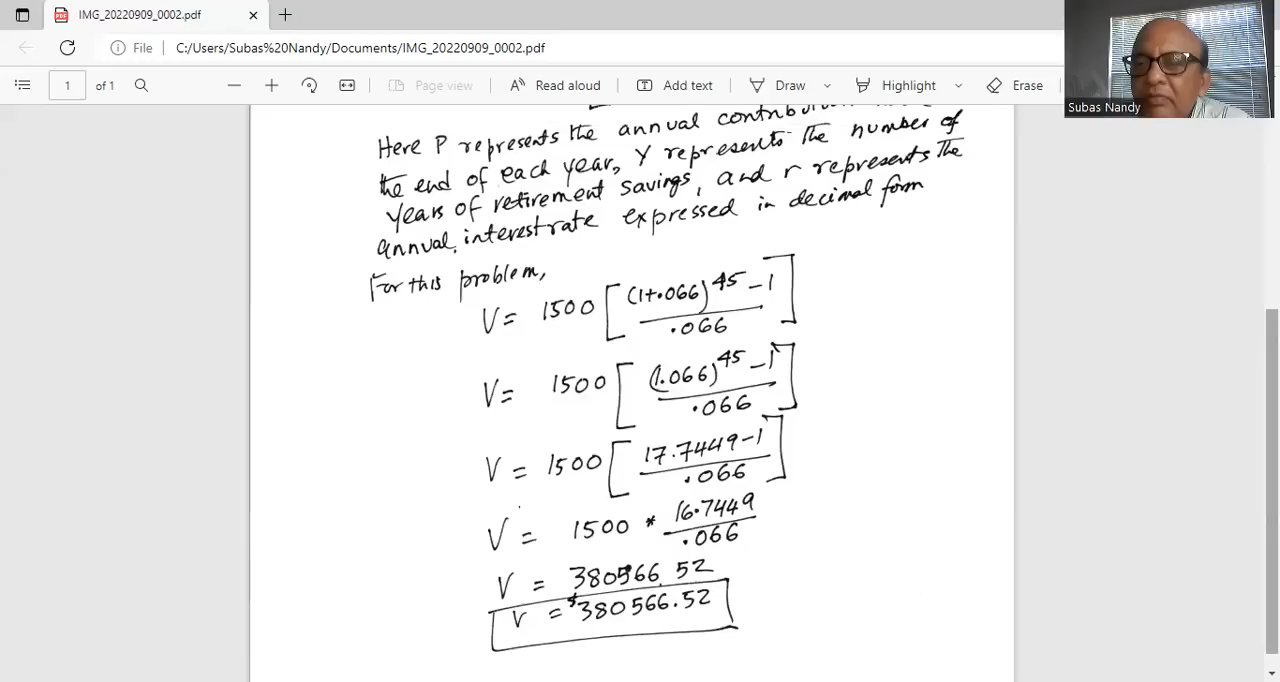 IMG_20220909_0002.pdf
File C:/Users/Subas%20Nandy/Documents/IMG_20220909_0002.pdf
1 of 1 Page view Read aloud Add text Draw Highlight Erase
Subas Nandy
Here P represents the annual contribution
the end of each year, Y represents the number of
years of retirement savings, and r represents the
annual interest rate expressed in decimal form
For this problem,
V = 1500 [ (1+.066)^45 - 1 / .066 ]
V = 1500 [ (1.066)^45 - 1 / .066 ]
V = 1500 [ 17.7449 - 1 / .066 ]
V = 1500 * 16.7449 / .066
V = 380566.52
V = $380566.52